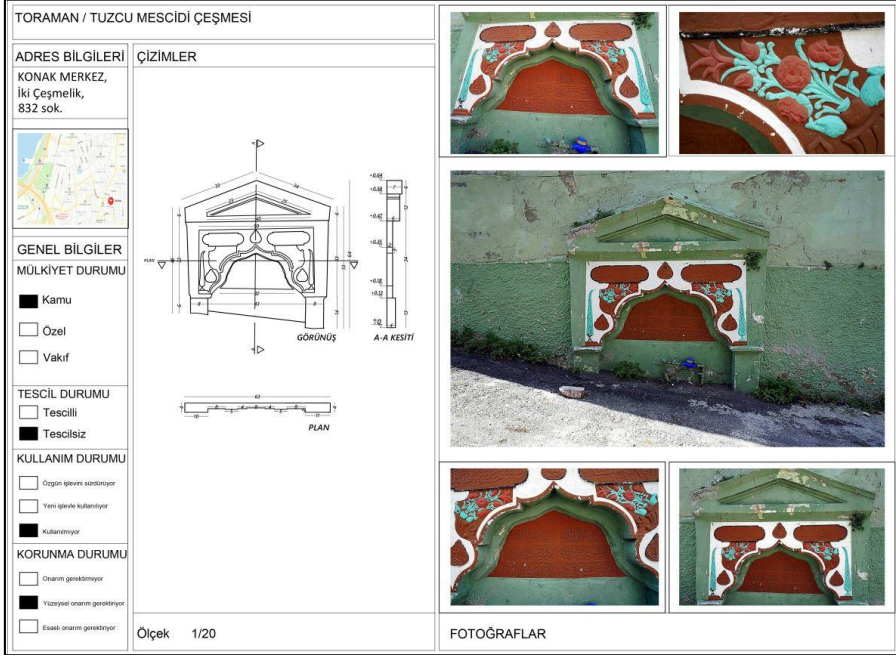 TORAMAN / TUZCU MESCİDİ ÇEŞMESİ
ADRES BİLGİLERİ
KONAK MERKEZ,
İki Çeşmelik,
832 sok.
GENEL BİLGİLER
MÜLKİYET DURUMU
Kamu
Özel
Vakıf
TESCİL DURUMU
Tescilli
Tescilsiz
KULLANIM DURUMU
Özgün işlevini sürdürüyor
Yeni işlevle kullanılıyor
Kullanılmıyor
KORUNMA DURUMU
Onarım gerektirmiyor
Yüzeysel onarım gerektiriyor
Esaslı onarım gerektiriyor
ÇİZİMLER
PLAN
GÖRÜNÜŞ
A-A KESİTİ
63
PLAN
Ölçek 1/20
FOTOĞRAFLAR